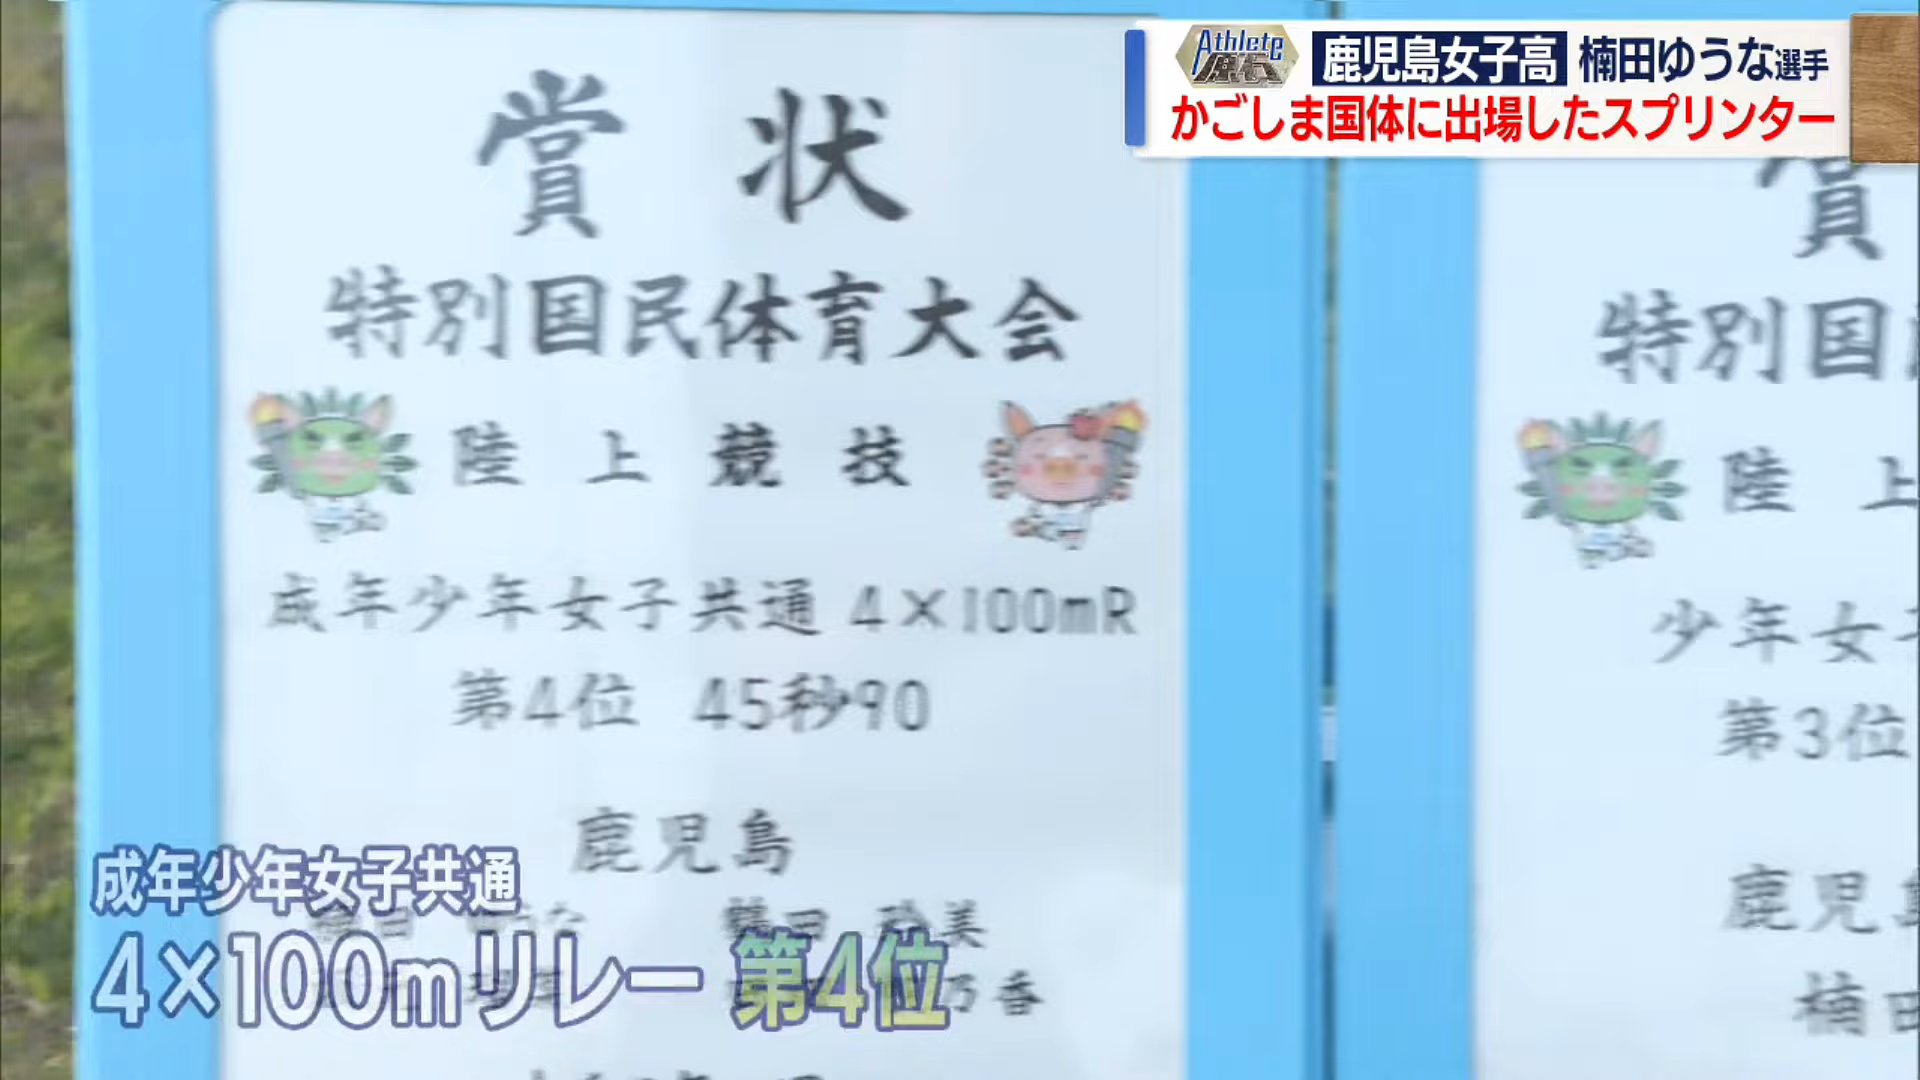 Athlete
鹿児島女子高 楠田ゆうな選手
かごしま国体に出場したスプリンター
賞状
特別国民体育大会
陸上競技
成年少年女子共通 4×100mR
第4位 45秒90
鹿児島
成年少年女子共通
4×100mリレー 第4位
賞
特別国
陸上
少年女子
第3位
鹿児島
楠田